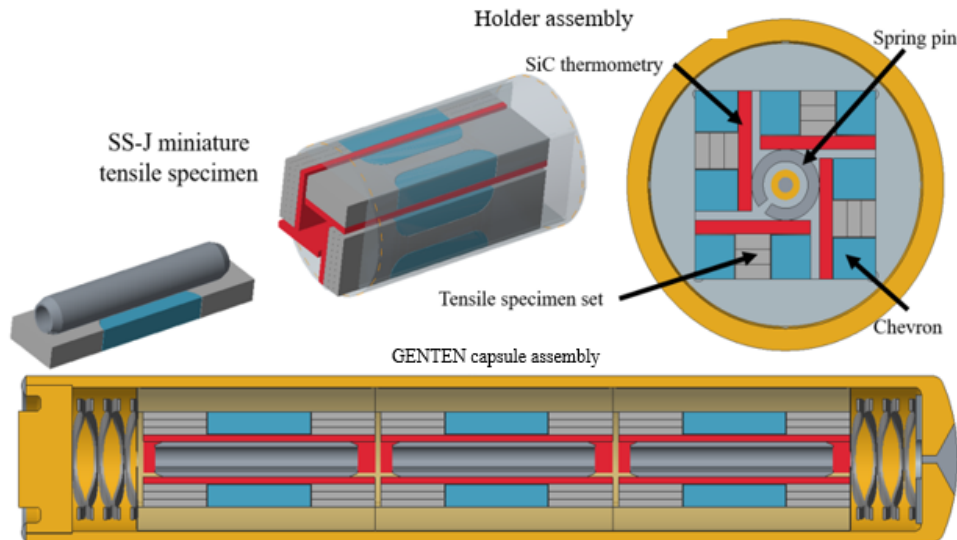 Holder assembly
Spring pin
SiC thermometry
SS-J miniature
tensile specimen
Tensile specimen set
Chevron
GENTEN capsule assembly